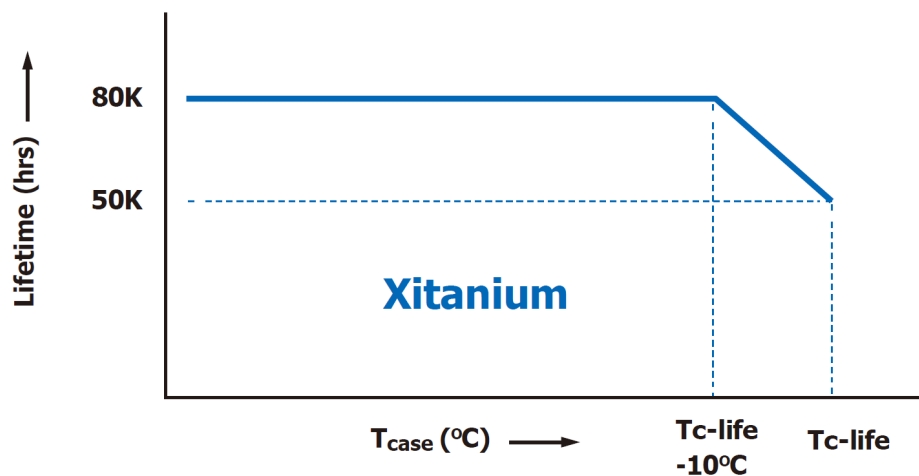 80K
50K
Lifetime (hrs)
Xitanium
Tcase (ºC)
Tc-life
-10ºC
Tc-life